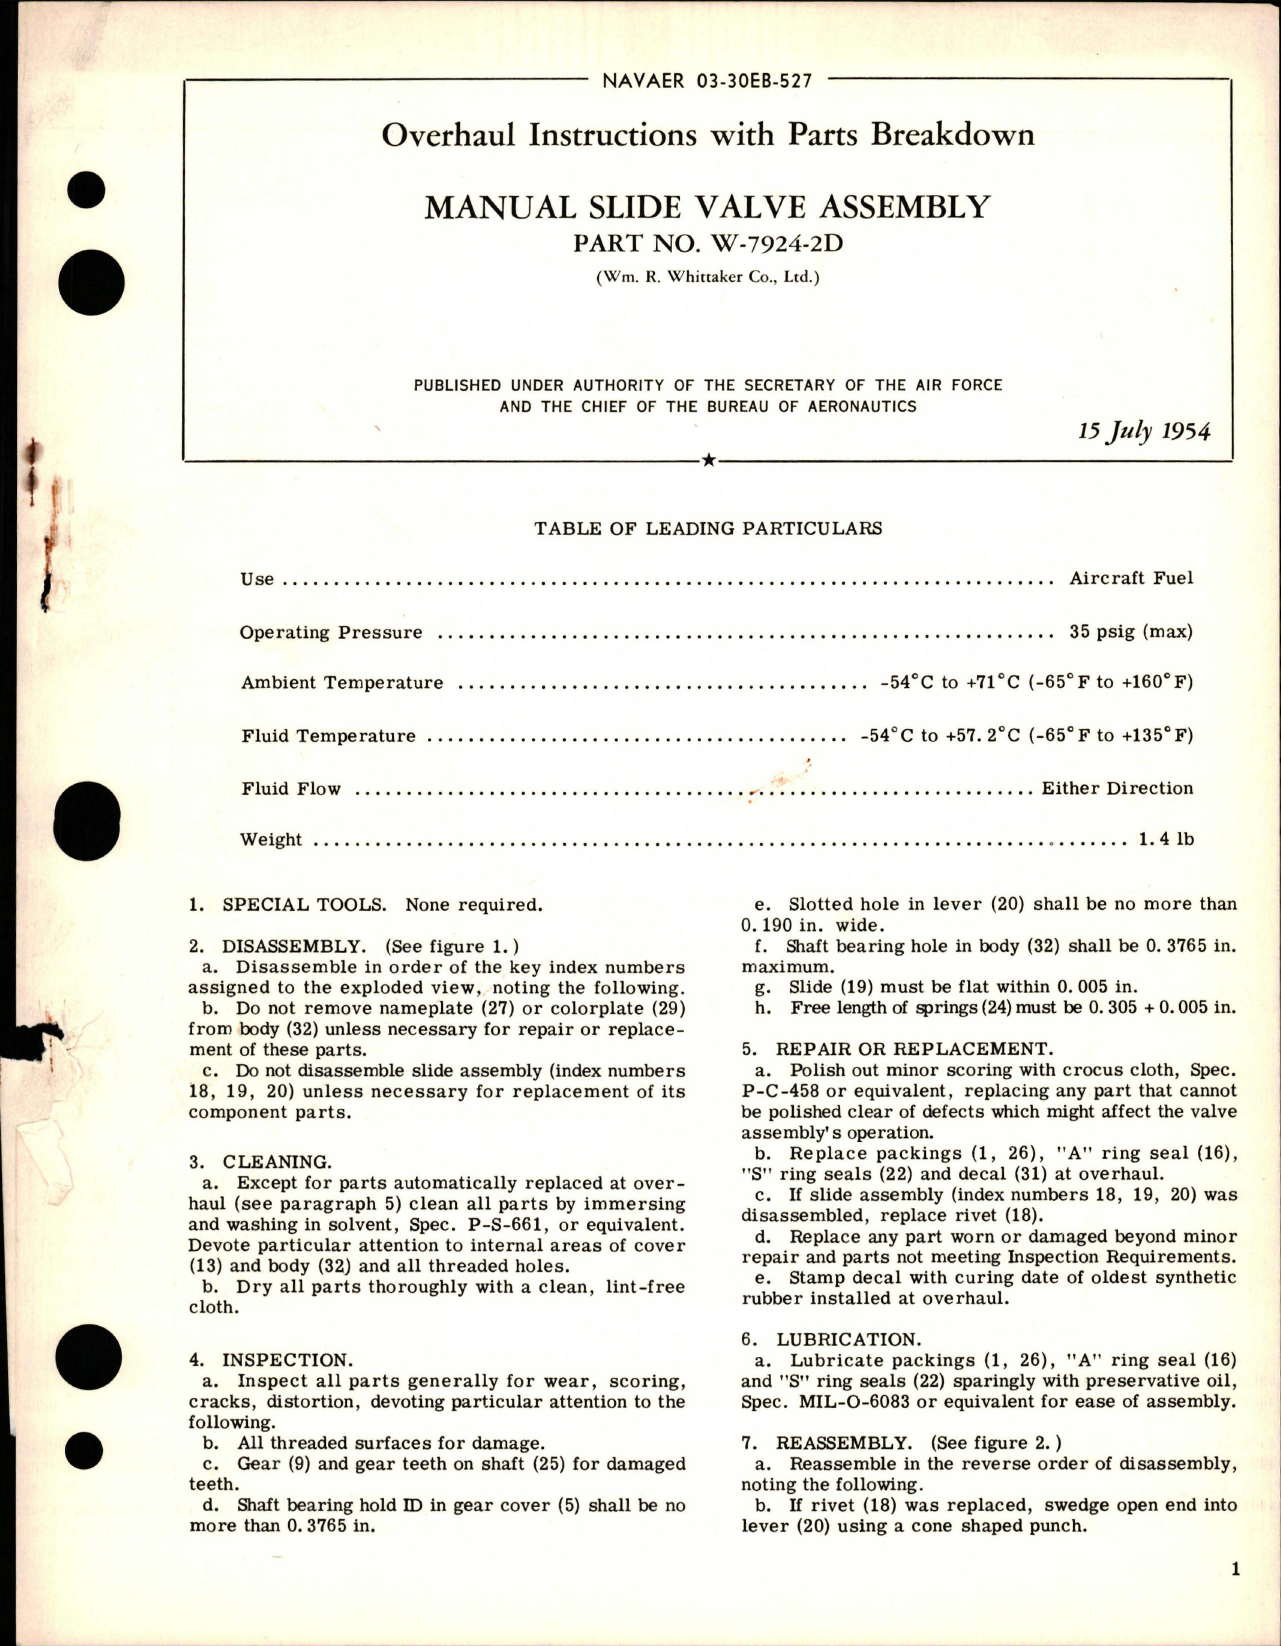 NAVAER 03-30EB-527
Overhaul Instructions with Parts Breakdown
MANUAL SLIDE VALVE ASSEMBLY
PART NO. W-7924-2D
(Wm. R. Whittaker Co., Ltd.)
PUBLISHED UNDER AUTHORITY OF THE SECRETARY OF THE AIR FORCE
AND THE CHIEF OF THE BUREAU OF AERONAUTICS
15 July 1954
TABLE OF LEADING PARTICULARS
Use ........................................................................ Aircraft Fuel
Operating Pressure .......................................................... 35 psig (max)
Ambient Temperature ...................................... -54°C to +71°C (-65°F to +160°F)
Fluid Temperature ....................................... -54°C to +57.2°C (-65°F to +135°F)
Fluid Flow ................................................................ Either Direction
Weight ............................................................................ 1.4 lb
1. SPECIAL TOOLS. None required.
2. DISASSEMBLY. (See figure 1.)
a. Disassemble in order of the key index numbers
assigned to the exploded view, noting the following.
b. Do not remove nameplate (27) or colorplate (29)
from body (32) unless necessary for repair or replace-
ment of these parts.
c. Do not disassemble slide assembly (index numbers
18, 19, 20) unless necessary for replacement of its
component parts.
3. CLEANING.
a. Except for parts automatically replaced at over-
haul (see paragraph 5) clean all parts by immersing
and washing in solvent, Spec. P-S-661, or equivalent.
Devote particular attention to internal areas of cover
(13) and body (32) and all threaded holes.
b. Dry all parts thoroughly with a clean, lint-free
cloth.
4. INSPECTION.
a. Inspect all parts generally for wear, scoring,
cracks, distortion, devoting particular attention to the
following.
b. All threaded surfaces for damage.
c. Gear (9) and gear teeth on shaft (25) for damaged
teeth.
d. Shaft bearing hold ID in gear cover (5) shall be no
more than 0.3765 in.
e. Slotted hole in lever (20) shall be no more than
0.190 in. wide.
f. Shaft bearing hole in body (32) shall be 0.3765 in.
maximum.
g. Slide (19) must be flat within 0.005 in.
h. Free length of springs (24) must be 0.305 + 0.005 in.
5. REPAIR OR REPLACEMENT.
a. Polish out minor scoring with crocus cloth, Spec.
P-C-458 or equivalent, replacing any part that cannot
be polished clear of defects which might affect the valve
assembly's operation.
b. Replace packings (1, 26), "A" ring seal (16),
"S" ring seals (22) and decal (31) at overhaul.
c. If slide assembly (index numbers 18, 19, 20) was
disassembled, replace rivet (18).
d. Replace any part worn or damaged beyond minor
repair and parts not meeting Inspection Requirements.
e. Stamp decal with curing date of oldest synthetic
rubber installed at overhaul.
6. LUBRICATION.
a. Lubricate packings (1, 26), "A" ring seal (16)
and "S" ring seals (22) sparingly with preservative oil,
Spec. MIL-O-6083 or equivalent for ease of assembly.
7. REASSEMBLY. (See figure 2.)
a. Reassemble in the reverse order of disassembly,
noting the following.
b. If rivet (18) was replaced, swedge open end into
lever (20) using a cone shaped punch.
1